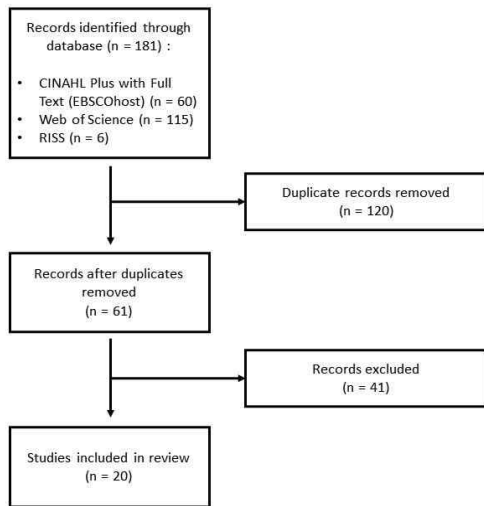 Records identified through
database (n = 181) :
• CINAHL Plus with Full
Text (EBSCOhost) (n = 60)
• Web of Science (n = 115)
• RISS (n = 6)
Duplicate records removed
(n = 120)
Records after duplicates
removed
(n = 61)
Records excluded
(n = 41)
Studies included in review
(n = 20)